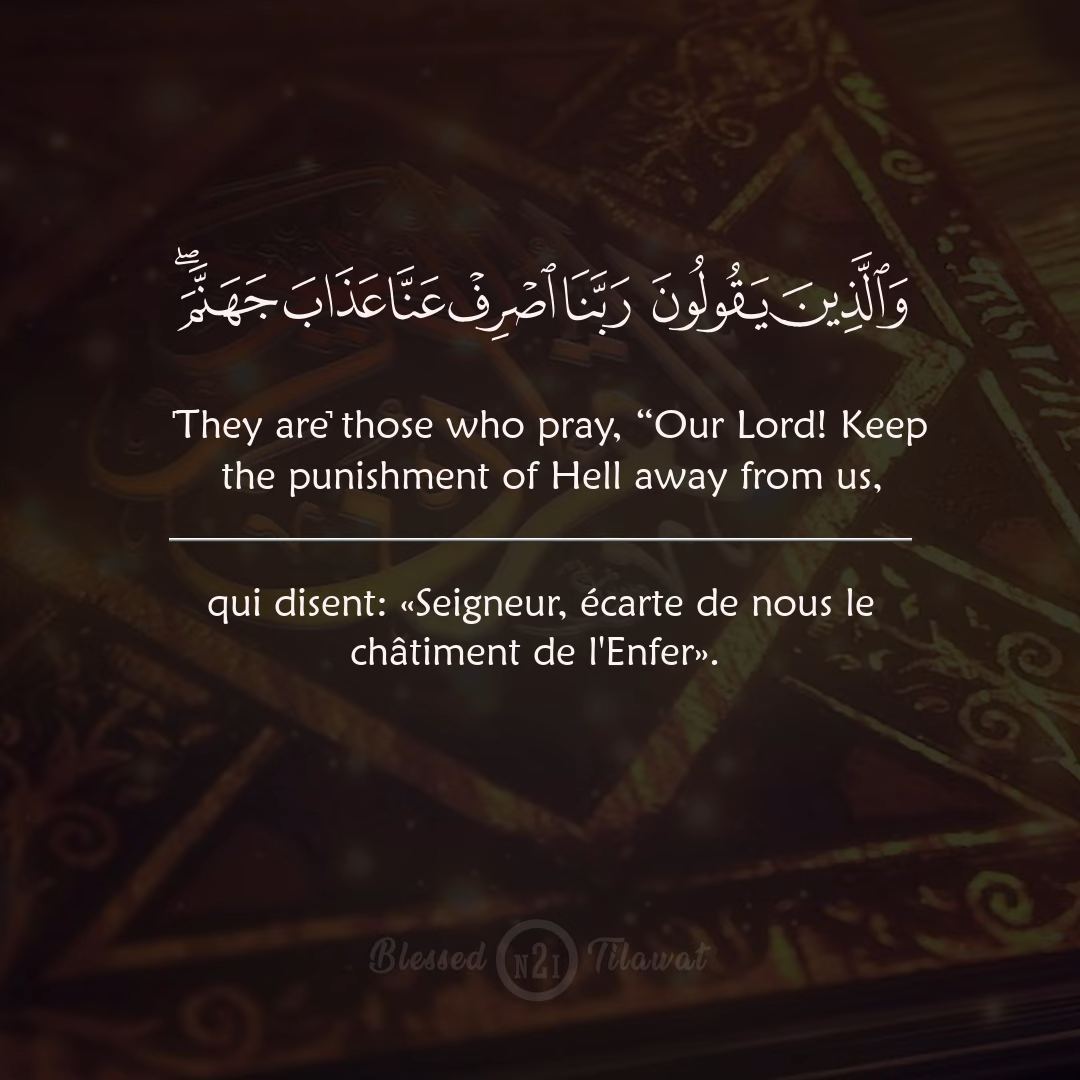 وَٱلَّذِينَ يَقُولُونَ رَبَّنَا ٱصْرِفْ عَنَّا عَذَابَ جَهَنَّمَ ۖ
˹They are˺ those who pray, “Our Lord! Keep
the punishment of Hell away from us,
qui disent: «Seigneur, écarte de nous le
châtiment de l'Enfer».
Blessed N2I Tilawat